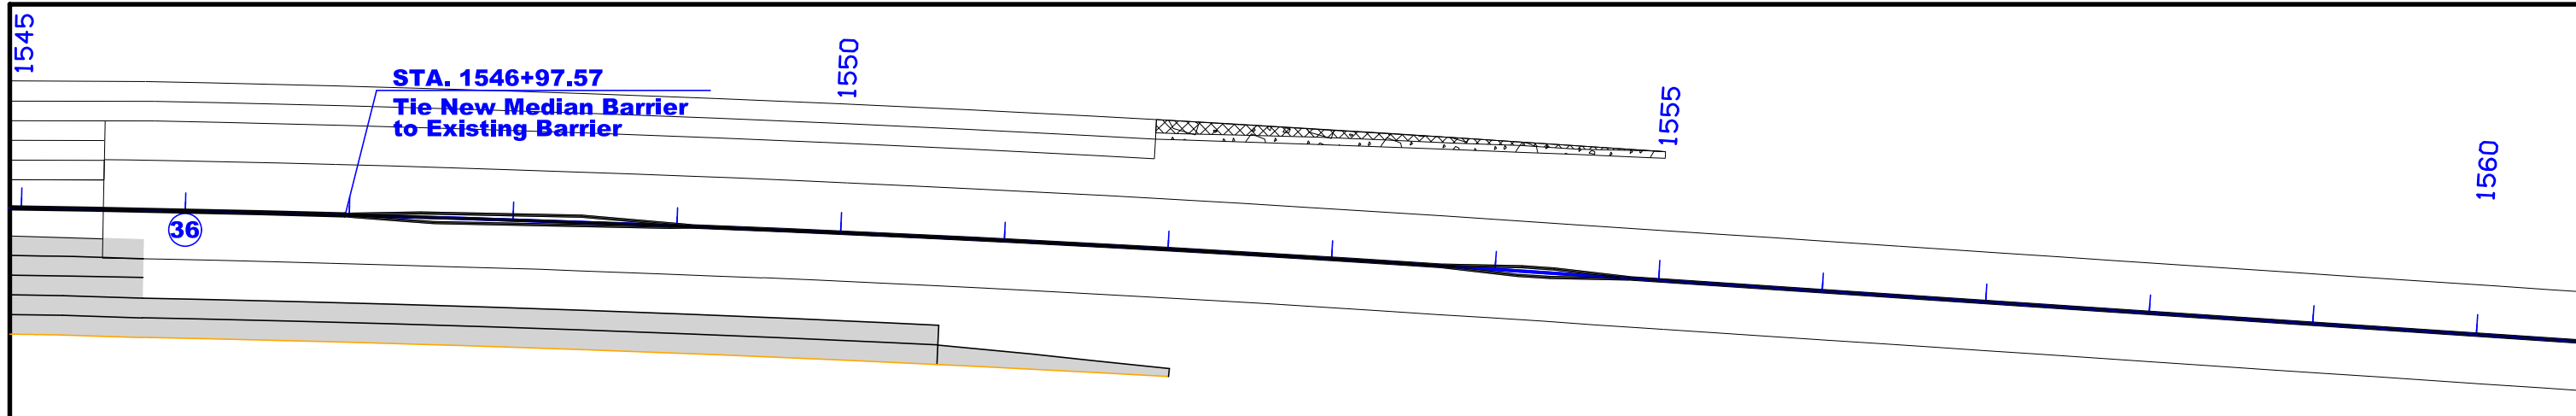 1545
STA. 1546+97.57
Tie New Median Barrier
to Existing Barrier
36
1550
1555
1560